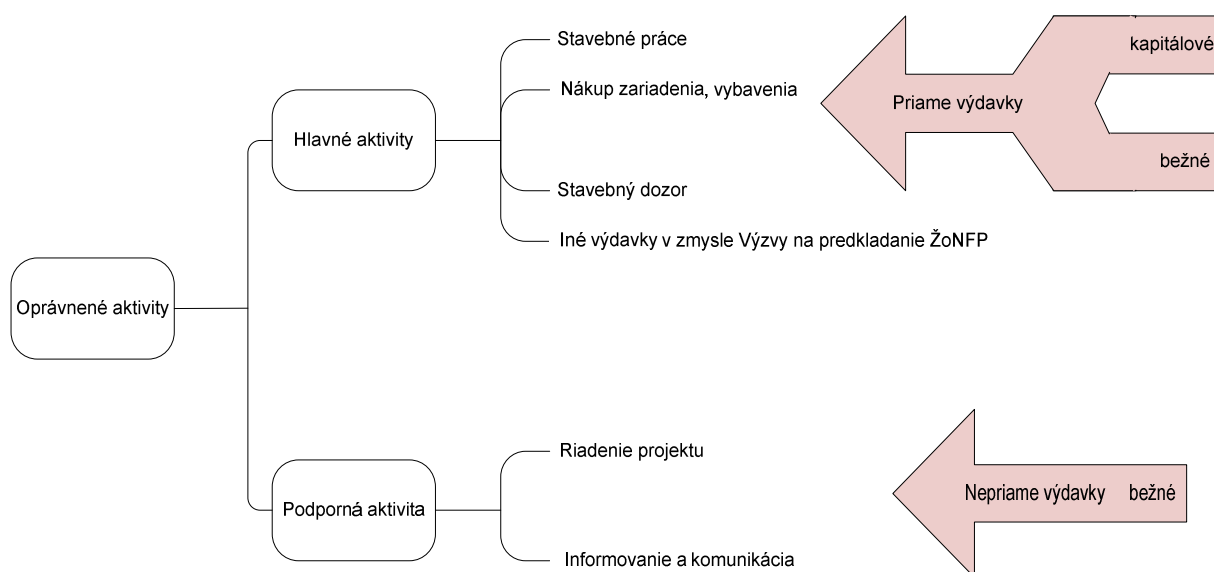 Stavebné práce
kapitálové
Nákup zariadenia, vybavenia
Priame výdavky
Hlavné aktivity
bežné
Stavebný dozor
Iné výdavky v zmysle Výzvy na predkladanie ŽoNFP
Oprávnené aktivity
Riadenie projektu
Nepriame výdavky bežné
Podporná aktivita
Informovanie a komunikácia